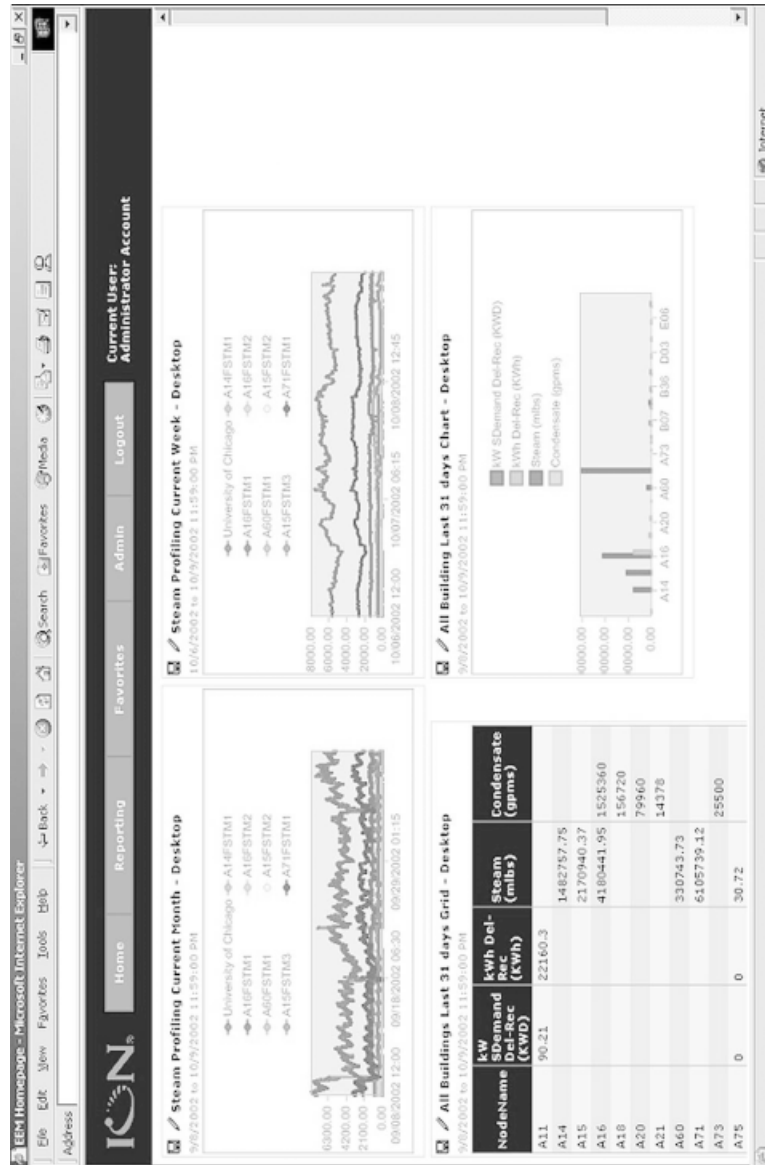 EEM Homepage - Microsoft Internet Explorer
File Edit View Favorites Tools Help
Back Search Favorites Media
Address
ION®
Home Reporting Favorites Admin Logout
Current User:
Administrator Account
Steam Profiling Current Month - Desktop
9/8/2002 to 10/9/2002 11:59:00 PM
University of Chicago A14FSTM1
A16FSTM1 A16FSTM2
A60FSTM1 A15FSTM2
A15FSTM3 A71FSTM1
6300.00
4200.00
2100.00
0.00
09/08/2002 12:00 09/18/2002 06:30 09/29/2002 01:15
Steam Profiling Current Week - Desktop
10/6/2002 to 10/9/2002 11:59:00 PM
University of Chicago A14FSTM1
A16FSTM1 A16FSTM2
A60FSTM1 A15FSTM2
A15FSTM3 A71FSTM1
8000.00
6000.00
4000.00
2000.00
0.00
10/06/2002 12:00 10/07/2002 06:15 10/08/2002 12:45
All Buildings Last 31 days Grid - Desktop
9/8/2002 to 10/9/2002 11:59:00 PM
NodeName kW SDemand Del-Rec (KWD) kWh Del-Rec (KWh) Steam (mlbs) Condensate (gpms)
A11 90.21 22160.3
A14 1482757.75
A15 2170940.37
A16 4180441.95 1525360
A18 156720
A20 79960
A21 14378
A60 330743.73
A71 6105739.12
A73 25500
A75 0 0 30.72
All Building Last 31 days Chart - Desktop
9/8/2002 to 10/9/2002 11:59:00 PM
kW SDemand Del-Rec (KWD)
kWh Del-Rec (KWh)
Steam (mlbs)
Condensate (gpms)
0000.00
0000.00
0000.00
0.00
A14 A16 A20 A60 A73 B07 B36 D03 E06
Internet